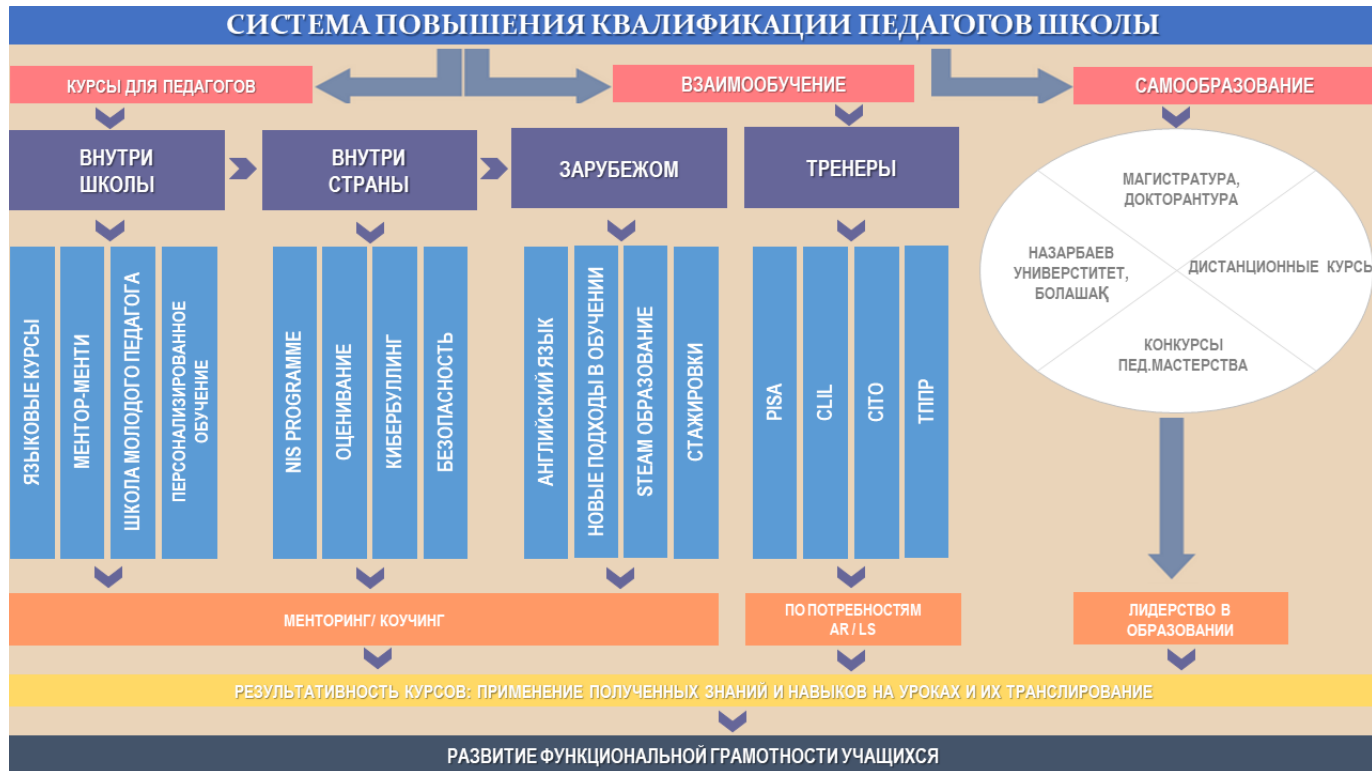 СИСТЕМА ПОВЫШЕНИЯ КВАЛИФИКАЦИИ ПЕДАГОГОВ ШКОЛЫ
КУРСЫ ДЛЯ ПЕДАГОГОВ
ВЗАИМООБУЧЕНИЕ
САМООБРАЗОВАНИЕ
ВНУТРИ
ШКОЛЫ
ВНУТРИ
СТРАНЫ
ЗАРУБЕЖОМ
ТРЕНЕРЫ
МАГИСТРАТУРА,
ДОКТОРАНТУРА
НАЗАРБАЕВ
УНИВЕРСТИТЕТ,
БОЛАШАҚ
ДИСТАНЦИОННЫЕ КУРСЫ
КОНКУРСЫ
ПЕД.МАСТЕРСТВА
ЯЗЫКОВЫЕ КУРСЫ
МЕНТОР-МЕНТИ
ШКОЛА МОЛОДОГО ПЕДАГОГА
ПЕРСОНАЛИЗИРОВАННОЕ
ОБУЧЕНИЕ
NIS PROGRAMME
ОЦЕНИВАНИЕ
КИБЕРБУЛЛИНГ
БЕЗОПАСНОСТЬ
АНГЛИЙСКИЙ ЯЗЫК
НОВЫЕ ПОДХОДЫ В ОБУЧЕНИИ
STEAM ОБРАЗОВАНИЕ
СТАЖИРОВКИ
PISA
CLIL
CITO
ТППР
МЕНТОРИНГ/ КОУЧИНГ
ПО ПОТРЕБНОСТЯМ
AR / LS
ЛИДЕРСТВО В
ОБРАЗОВАНИИ
РЕЗУЛЬТАТИВНОСТЬ КУРСОВ: ПРИМЕНЕНИЕ ПОЛУЧЕННЫХ ЗНАНИЙ И НАВЫКОВ НА УРОКАХ И ИХ ТРАНСЛИРОВАНИЕ
РАЗВИТИЕ ФУНКЦИОНАЛЬНОЙ ГРАМОТНОСТИ УЧАЩИХСЯ